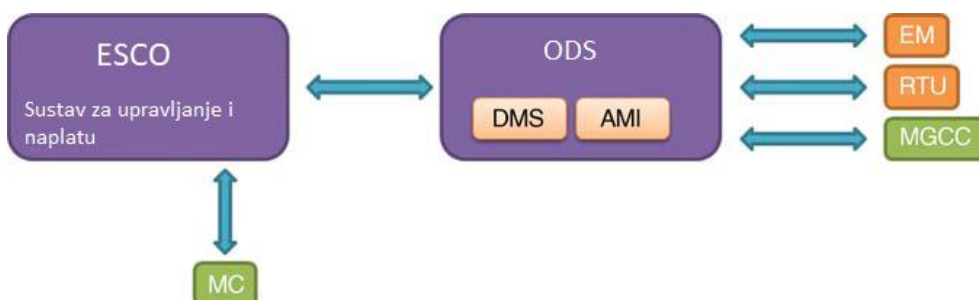 ESCO
Sustav za upravljanje i
naplatu
ODS
DMS
AMI
EM
RTU
MGCC
MC